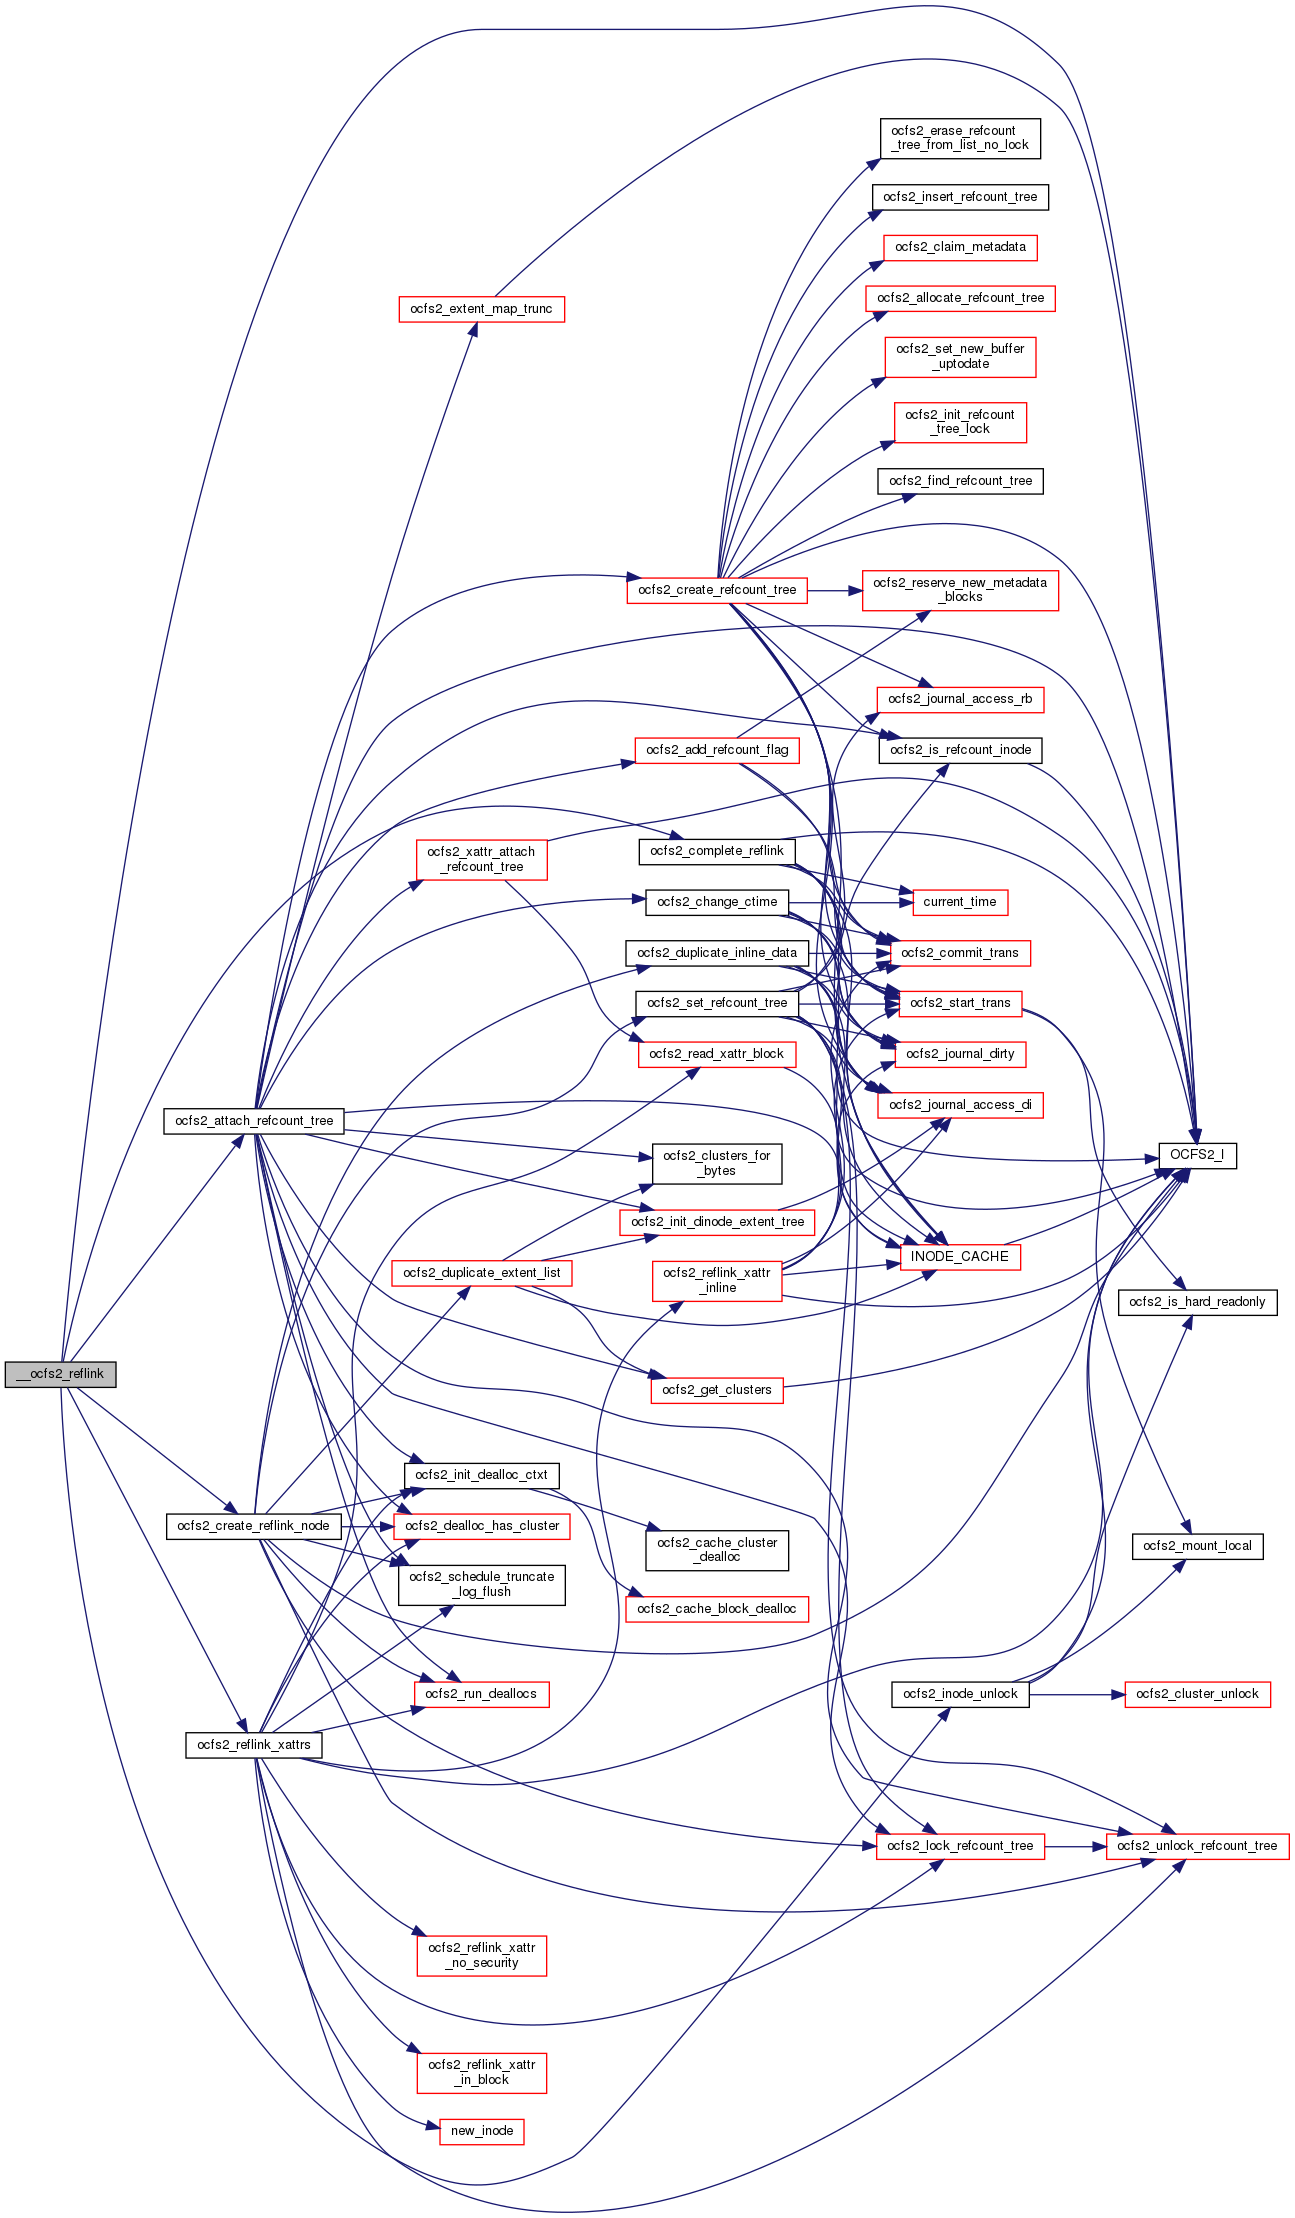 ocfs2_erase_refcount
_tree_from_list_no_lock
ocfs2_insert_refcount_tree
ocfs2_claim_metadata
ocfs2_extent_map_trunc
ocfs2_allocate_refcount_tree
ocfs2_set_new_buffer
_uptodate
ocfs2_init_refcount
_tree_lock
ocfs2_find_refcount_tree
ocfs2_create_refcount_tree
ocfs2_reserve_new_metadata
_blocks
ocfs2_journal_access_rb
ocfs2_add_refcount_flag
ocfs2_is_refcount_inode
ocfs2_xattr_attach
_refcount_tree
ocfs2_complete_reflink
ocfs2_change_ctime
current_time
ocfs2_duplicate_inline_data
ocfs2_commit_trans
ocfs2_set_refcount_tree
ocfs2_start_trans
ocfs2_read_xattr_block
ocfs2_journal_dirty
ocfs2_attach_refcount_tree
ocfs2_journal_access_di
ocfs2_clusters_for
_bytes
OCFS2_I
ocfs2_init_dinode_extent_tree
ocfs2_duplicate_extent_list
ocfs2_reflink_xattr
_inline
INODE_CACHE
ocfs2_is_hard_readonly
__ocfs2_reflink
ocfs2_get_clusters
ocfs2_init_dealloc_ctxt
ocfs2_create_reflink_node
ocfs2_dealloc_has_cluster
ocfs2_cache_cluster
_dealloc
ocfs2_mount_local
ocfs2_schedule_truncate
_log_flush
ocfs2_cache_block_dealloc
ocfs2_run_deallocs
ocfs2_inode_unlock
ocfs2_cluster_unlock
ocfs2_reflink_xattrs
ocfs2_lock_refcount_tree
ocfs2_unlock_refcount_tree
ocfs2_reflink_xattr
_no_security
ocfs2_reflink_xattr
_in_block
new_inode